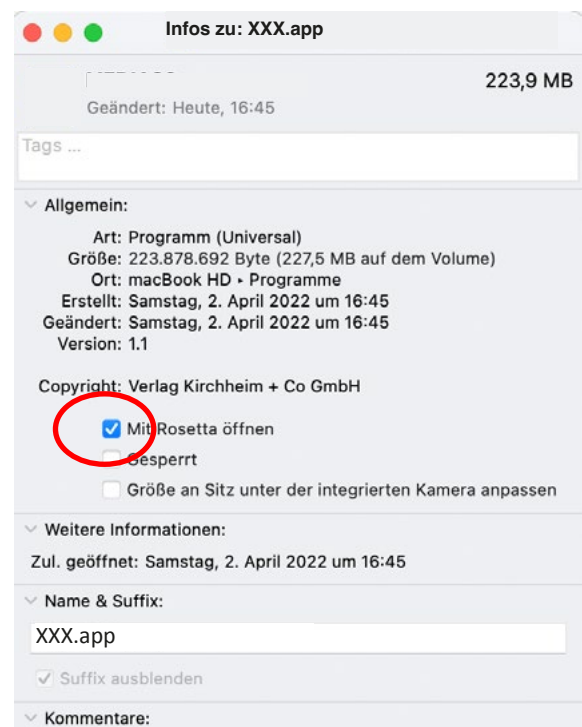 Infos zu: XXX.app
223,9 MB
Geändert: Heute, 16:45
Tags ...
Allgemein:
Art: Programm (Universal)
Größe: 223.878.692 Byte (227,5 MB auf dem Volume)
Ort: macBook HD ▸ Programme
Erstellt: Samstag, 2. April 2022 um 16:45
Geändert: Samstag, 2. April 2022 um 16:45
Version: 1.1
Copyright: Verlag Kirchheim + Co GmbH
Mit Rosetta öffnen
Gesperrt
Größe an Sitz unter der integrierten Kamera anpassen
Weitere Informationen:
Zul. geöffnet: Samstag, 2. April 2022 um 16:45
Name & Suffix:
XXX.app
Suffix ausblenden
Kommentare: